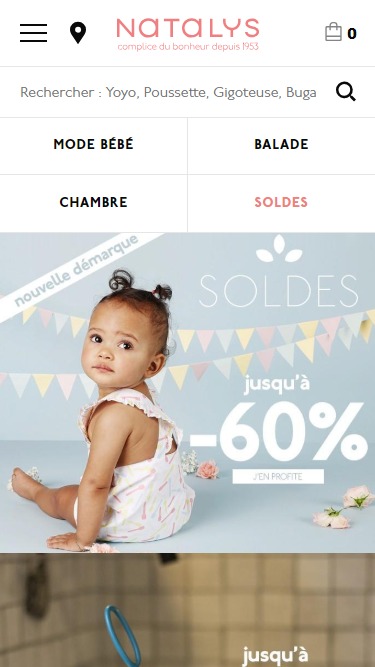 NATALYS
complice du bonheur depuis 1953
0
Rechercher : Yoyo, Poussette, Gigoteuse, Buga
MODE BÉBÉ
BALADE
CHAMBRE
SOLDES
nouvelle démarque
SOLDES
jusqu'à
-60%
J'EN PROFITE
jusqu'à